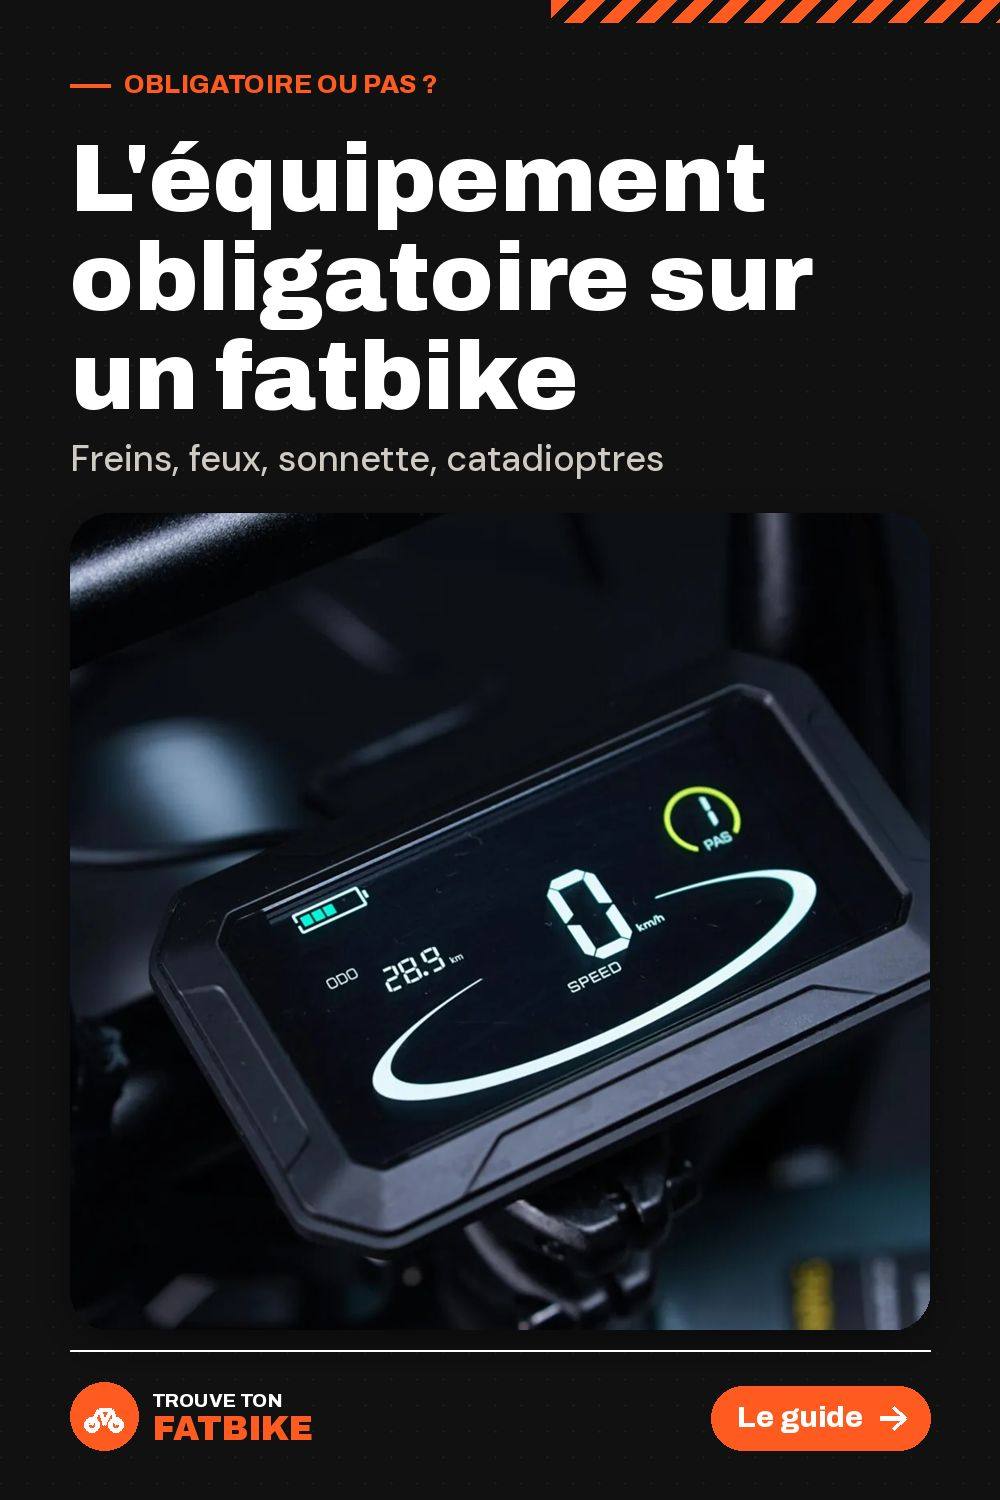 OBLIGATOIRE OU PAS ?
L'équipement
obligatoire sur
un fatbike
Freins, feux, sonnette, catadioptres
1
PAS
0
km/h
ODO
28.9 km
SPEED
TROUVE TON
FATBIKE
Le guide